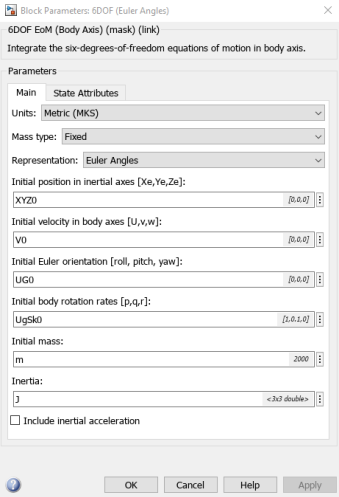 Block Parameters: 6DOF (Euler Angles)
6DOF EoM (Body Axis) (mask) (link)
Integrate the six-degrees-of-freedom equations of motion in body axis.
Parameters
Main State Attributes
Units: Metric (MKS)
Mass type: Fixed
Representation: Euler Angles
Initial position in inertial axes [Xe,Ye,Ze]:
XYZ0 [0,0,0]
Initial velocity in body axes [U,v,w]:
V0 [0,0,0]
Initial Euler orientation [roll, pitch, yaw]:
UG0 [0,0,0]
Initial body rotation rates [p,q,r]:
UgSk0 [1,0.1,0]
Initial mass:
m 2000
Inertia:
J <3x3 double>
Include inertial acceleration
OK Cancel Help Apply